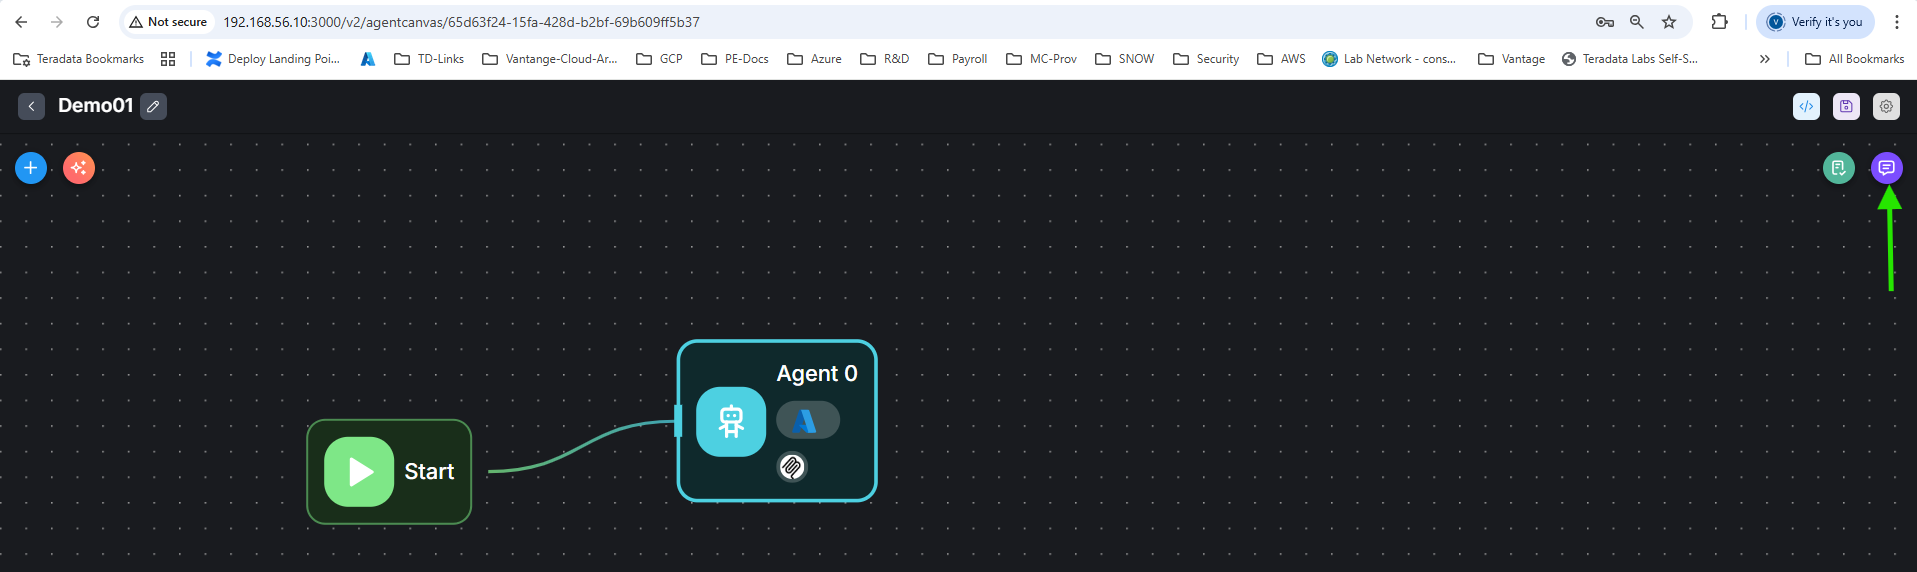 Not secure 192.168.56.10:3000/v2/agentcanvas/65d63f24-15fa-428d-b2bf-69b609ff5b37 Verify it's you
Teradata Bookmarks Deploy Landing Poi... TD-Links Vantage-Cloud-Ar... GCP PE-Docs Azure R&D Payroll MC-Prov SNOW Security AWS Lab Network - cons... Vantage Teradata Labs Self-S... » All Bookmarks
Demo01
Agent 0
Start